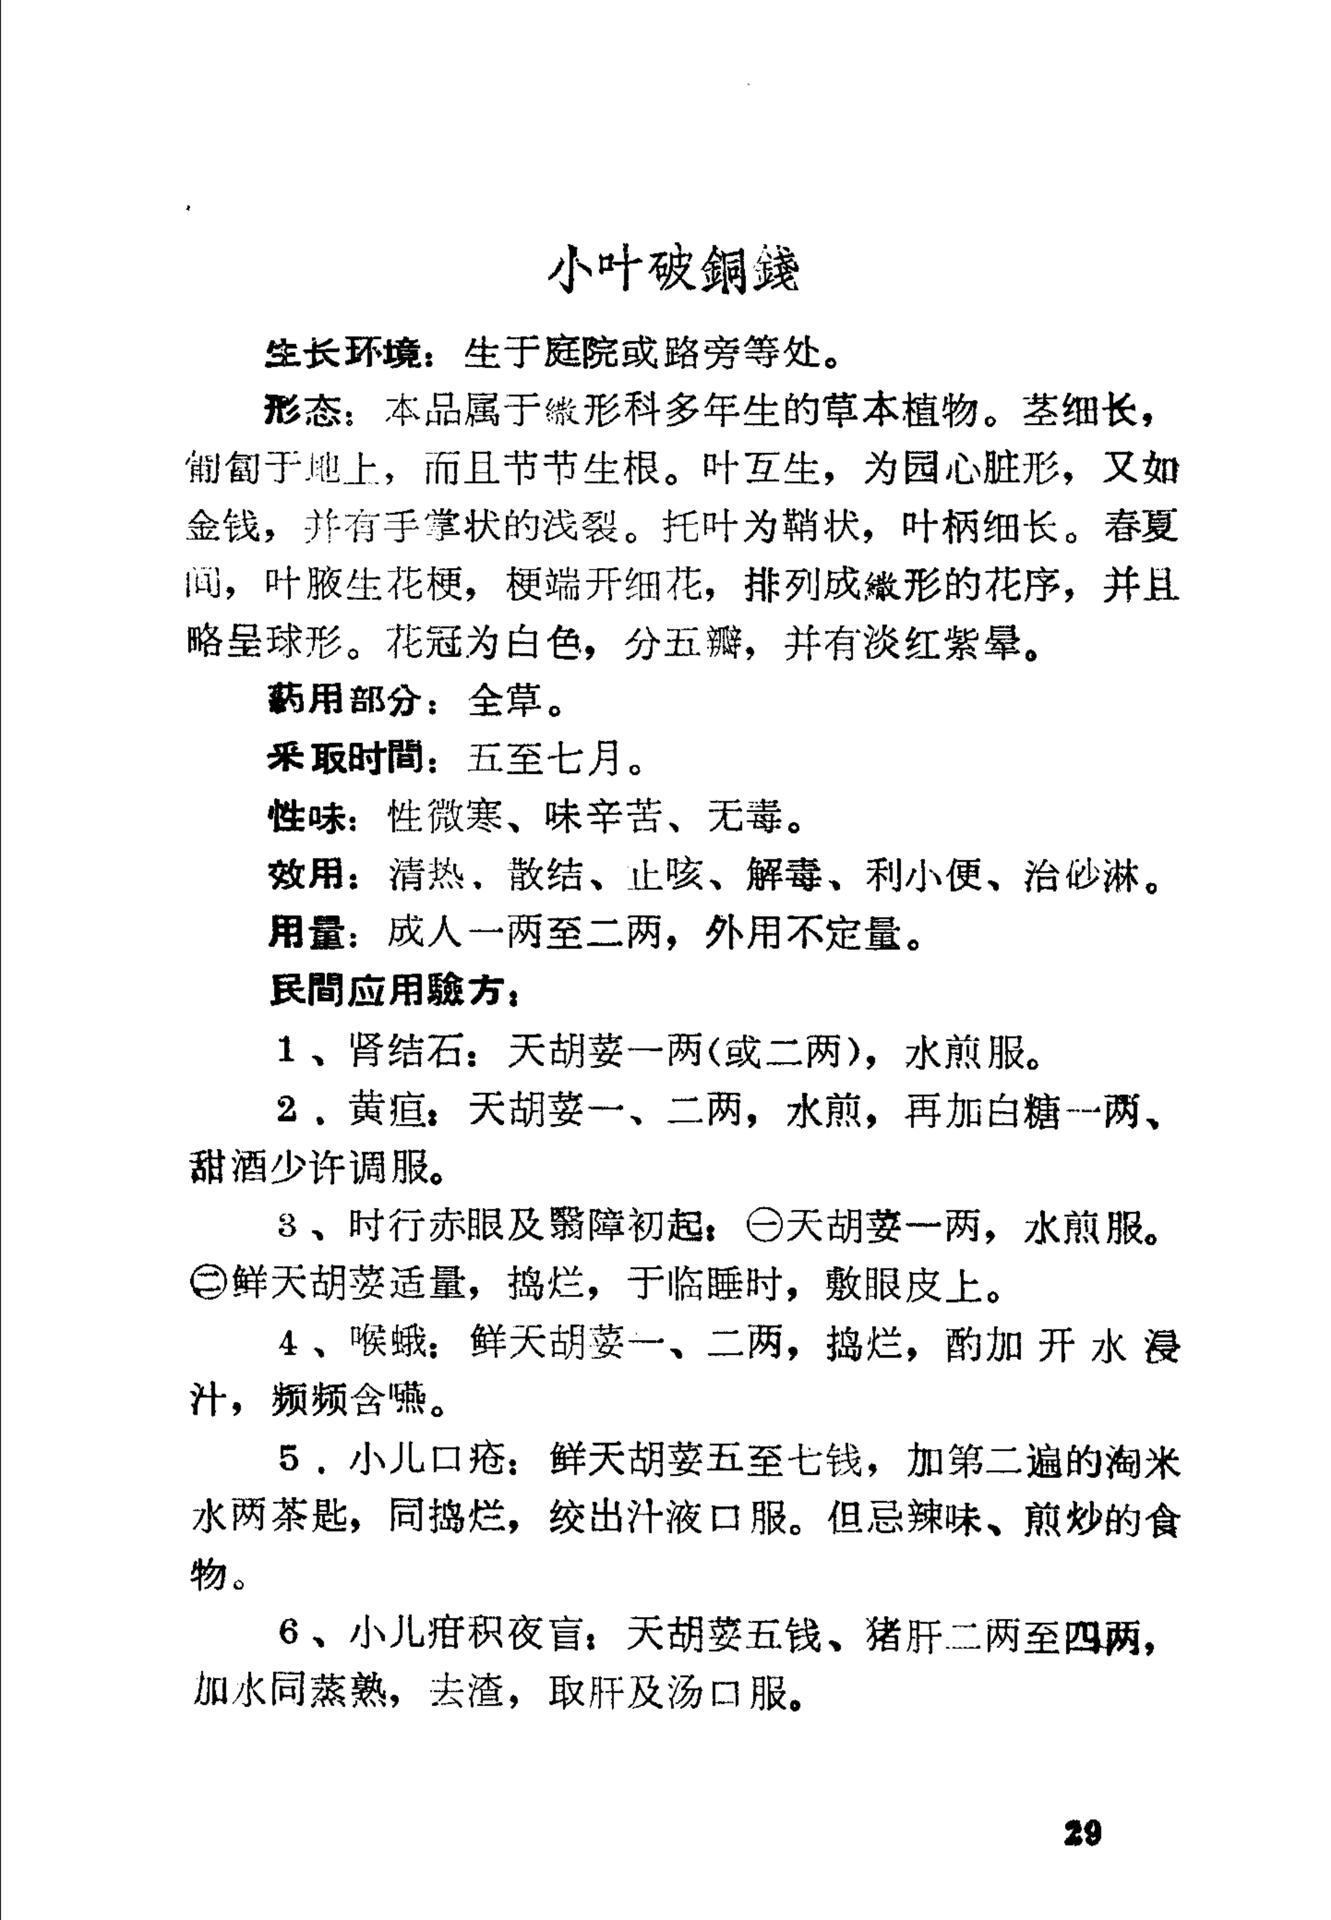 小叶破銅錢
生长环境：生于庭院或路旁等处。
形态：本品属于繖形科多年生的草本植物。茎细长，
匍匐于地上，而且节节生根。叶互生，为园心脏形，又如
金钱，并有手掌状的浅裂。托叶为鞘状，叶柄细长。春夏
间，叶腋生花梗，梗端开细花，排列成繖形的花序，并且
略呈球形。花冠为白色，分五瓣，并有淡红紫晕。
药用部分：全草。
采取时間：五至七月。
性味：性微寒、味辛苦、无毒。
效用：清热、散结、止咳、解毒、利小便、治砂淋。
用量：成人一两至二两，外用不定量。
民間应用驗方：
1、肾结石：天胡荽一两(或二两)，水煎服。
2．黄疸：天胡荽一、二两，水煎，再加白糖一两、
甜酒少许调服。
3、时行赤眼及翳障初起：㊀天胡荽一两，水煎服。
㊁鲜天胡荽适量，捣烂，于临睡时，敷眼皮上。
4、喉蛾：鲜天胡荽一、二两，捣烂，酌加开水浸
汁，频频含嚥。
5．小儿口疮：鲜天胡荽五至七钱，加第二遍的淘米
水两茶匙，同捣烂，绞出汁液口服。但忌辣味、煎炒的食
物。
6、小儿疳积夜盲：天胡荽五钱、猪肝二两至四两，
加水同蒸熟，去渣，取肝及汤口服。
29